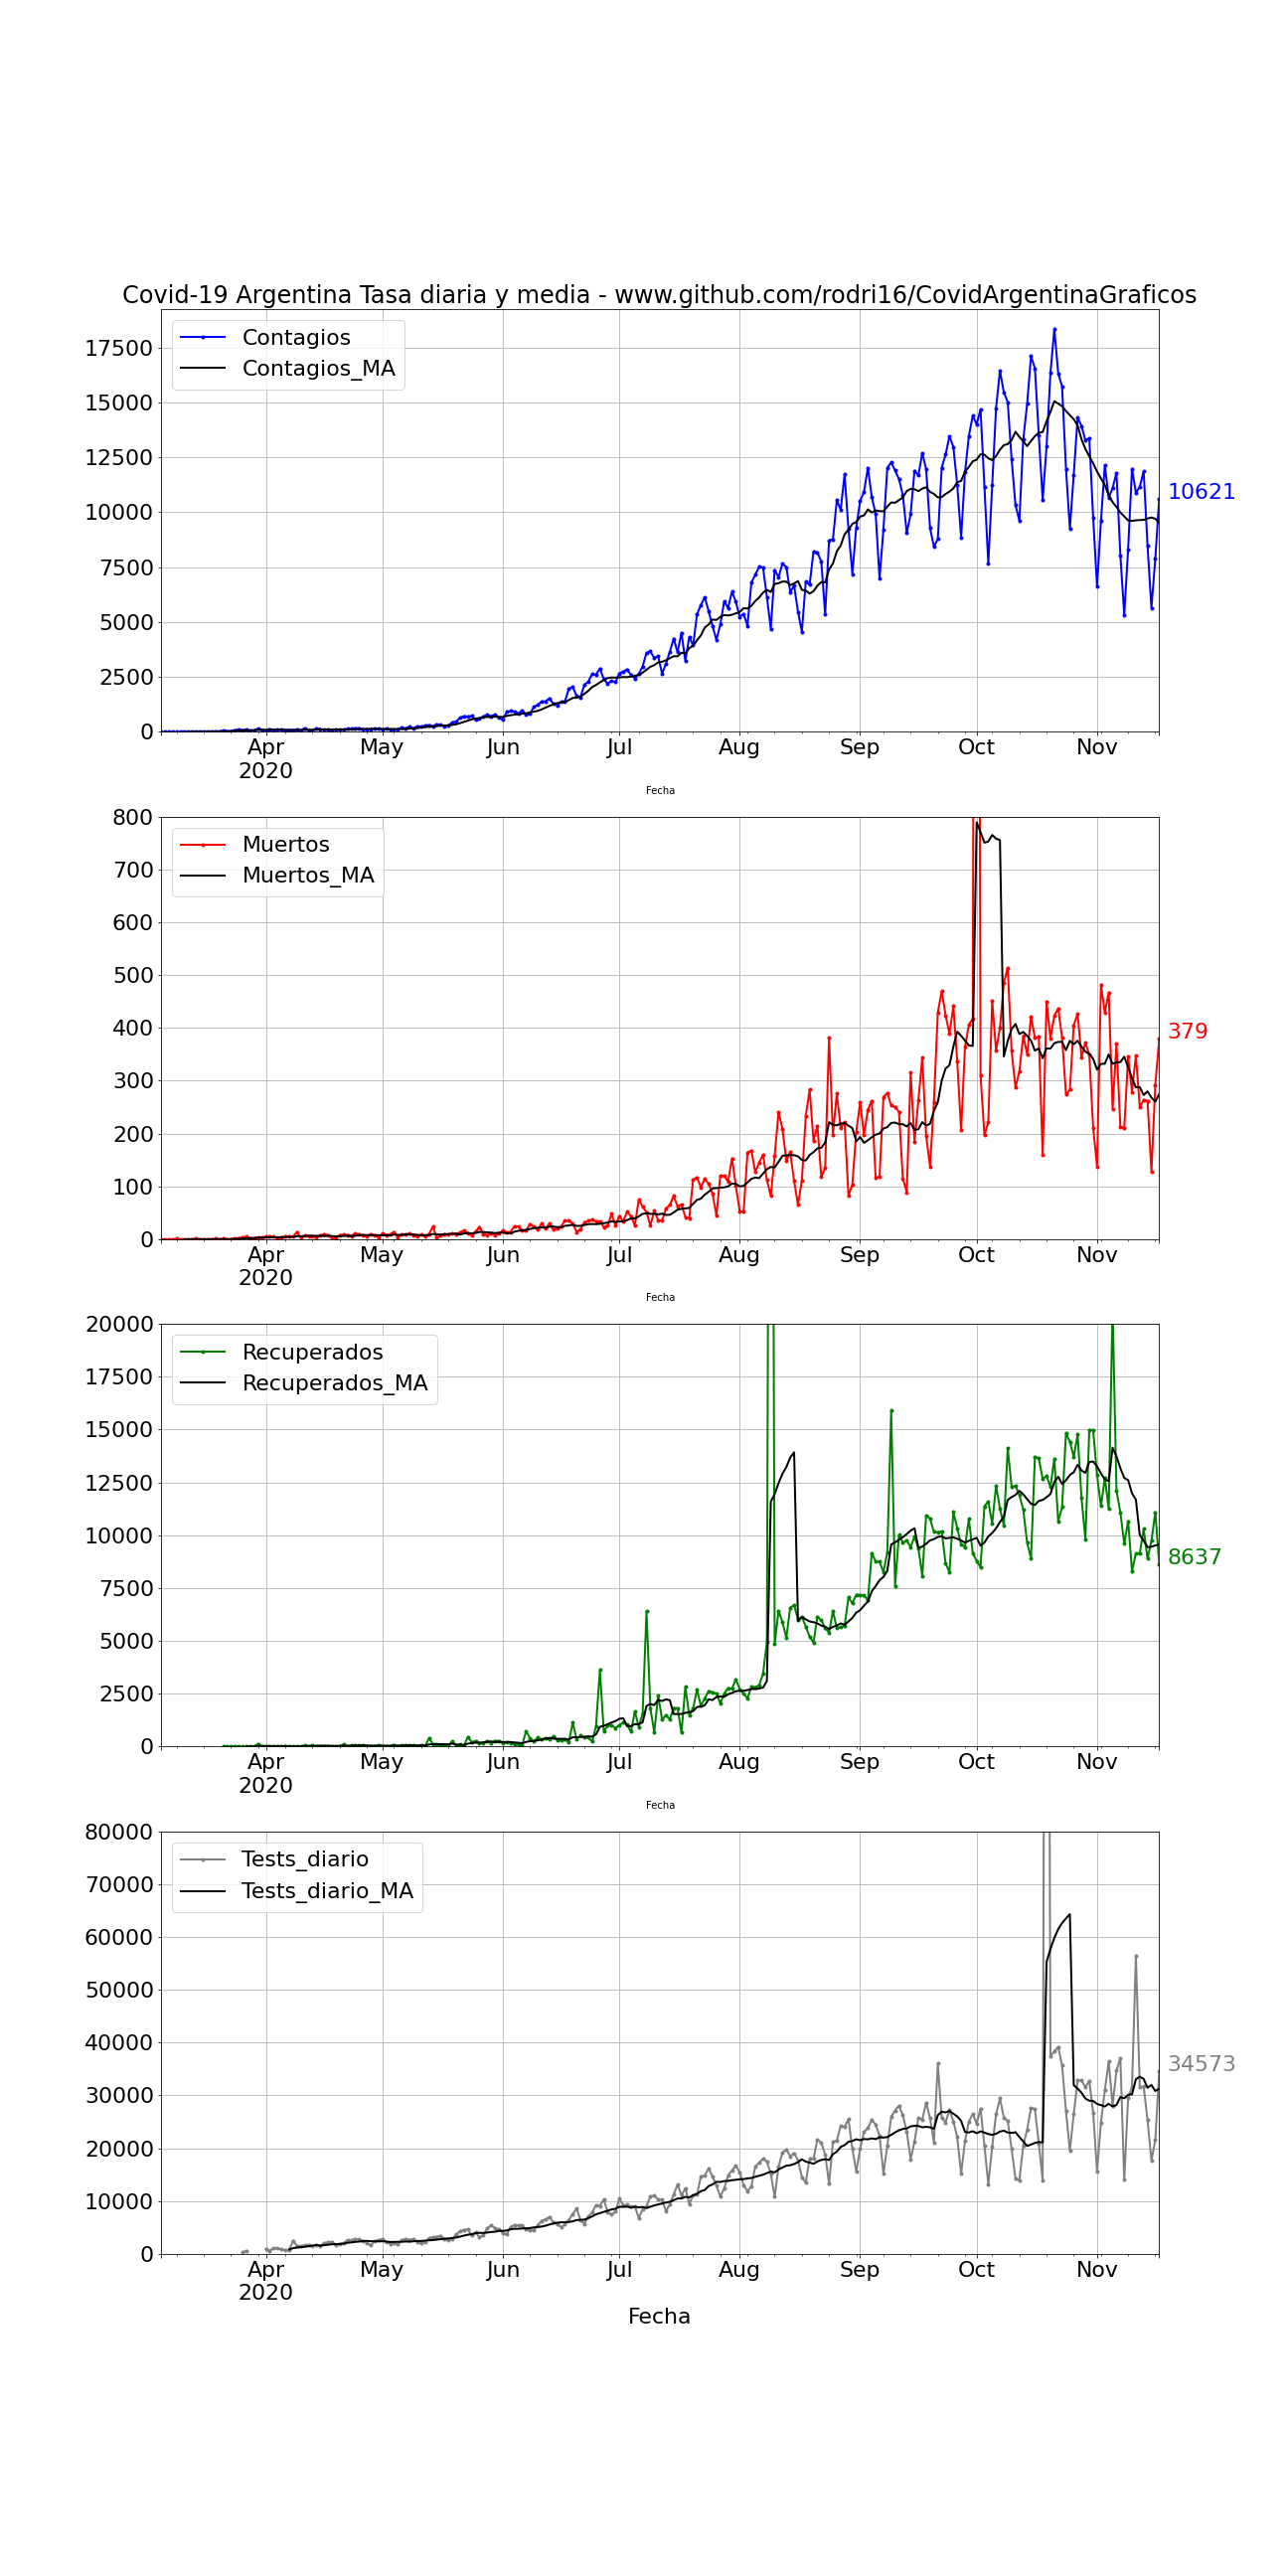 Covid-19 Argentina Tasa diaria y media - www.github.com/rodri16/CovidArgentinaGraficos
Contagios
Contagios_MA
17500
15000
12500
10000
7500
5000
2500
0
10621
Apr May Jun Jul Aug Sep Oct Nov
2020
Fecha
Muertos
Muertos_MA
800
700
600
500
400
300
200
100
0
379
Apr May Jun Jul Aug Sep Oct Nov
2020
Fecha
Recuperados
Recuperados_MA
20000
17500
15000
12500
10000
7500
5000
2500
0
8637
Apr May Jun Jul Aug Sep Oct Nov
2020
Fecha
Tests_diario
Tests_diario_MA
80000
70000
60000
50000
40000
30000
20000
10000
0
34573
Apr May Jun Jul Aug Sep Oct Nov
2020
Fecha